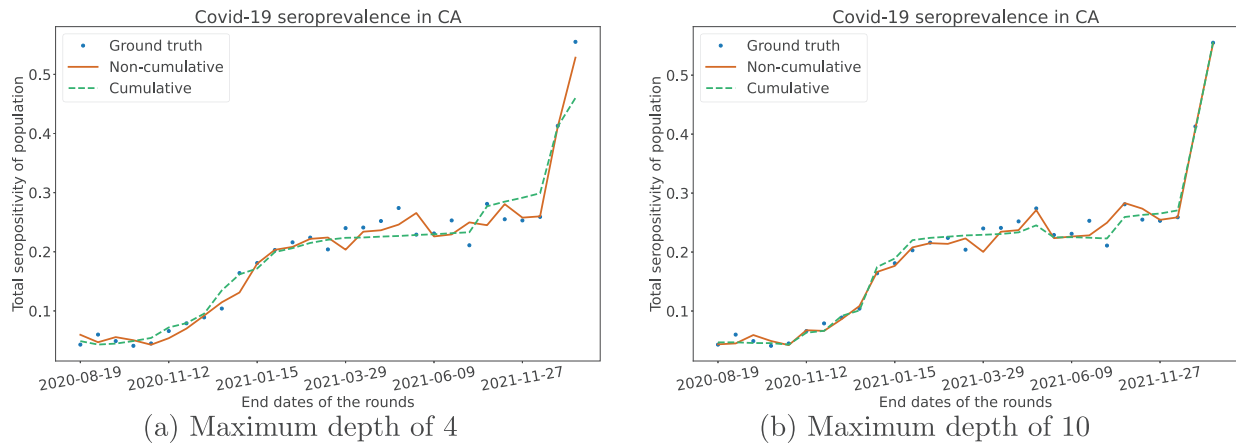 Covid-19 seroprevalence in CA
Ground truth
Non-cumulative
Cumulative
Total seropositivity of population
0.5
0.4
0.3
0.2
0.1
2020-08-19
2020-11-12
2021-01-15
2021-03-29
2021-06-09
2021-11-27
End dates of the rounds
(a) Maximum depth of 4
Covid-19 seroprevalence in CA
Ground truth
Non-cumulative
Cumulative
Total seropositivity of population
0.5
0.4
0.3
0.2
0.1
2020-08-19
2020-11-12
2021-01-15
2021-03-29
2021-06-09
2021-11-27
End dates of the rounds
(b) Maximum depth of 10